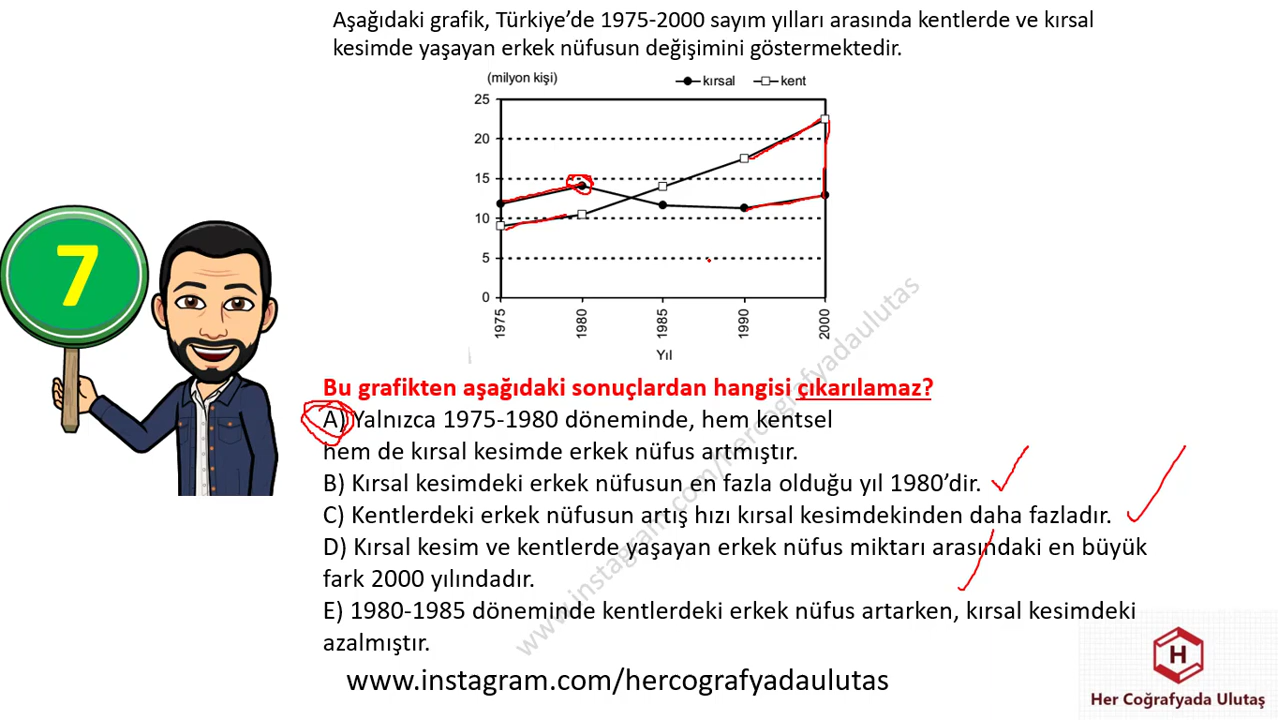 Aşağıdaki grafik, Türkiye’de 1975-2000 sayım yılları arasında kentlerde ve kırsal
kesimde yaşayan erkek nüfusun değişimini göstermektedir.
(milyon kişi)
kırsal
kent
25
20
15
10
5
0
1975
1980
1985
1990
2000
Yıl
7
Bu grafikten aşağıdaki sonuçlardan hangisi çıkarılamaz?
A) Yalnızca 1975-1980 döneminde, hem kentsel
hem de kırsal kesimde erkek nüfus artmıştır.
B) Kırsal kesimdeki erkek nüfusun en fazla olduğu yıl 1980’dir.
C) Kentlerdeki erkek nüfusun artış hızı kırsal kesimdekinden daha fazladır.
D) Kırsal kesim ve kentlerde yaşayan erkek nüfus miktarı arasındaki en büyük
fark 2000 yılındadır.
E) 1980-1985 döneminde kentlerdeki erkek nüfus artarken, kırsal kesimdeki
azalmıştır.
www.instagram.com/hercografyadaulutas
www.instagram.com/hercografyadaulutas
H
Her Coğrafyada Ulutaş